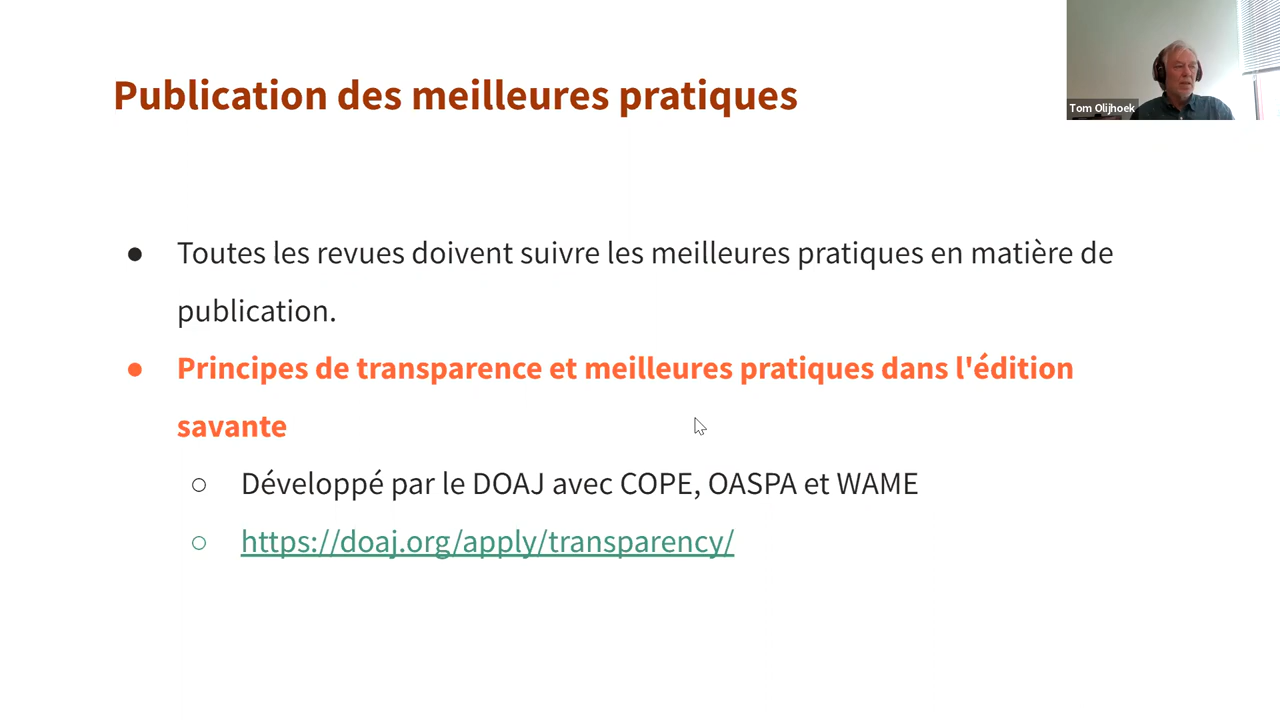 Publication des meilleures pratiques
Tom Olijhoek
● Toutes les revues doivent suivre les meilleures pratiques en matière de
publication.
● Principes de transparence et meilleures pratiques dans l'édition
savante
○ Développé par le DOAJ avec COPE, OASPA et WAME
○ https://doaj.org/apply/transparency/